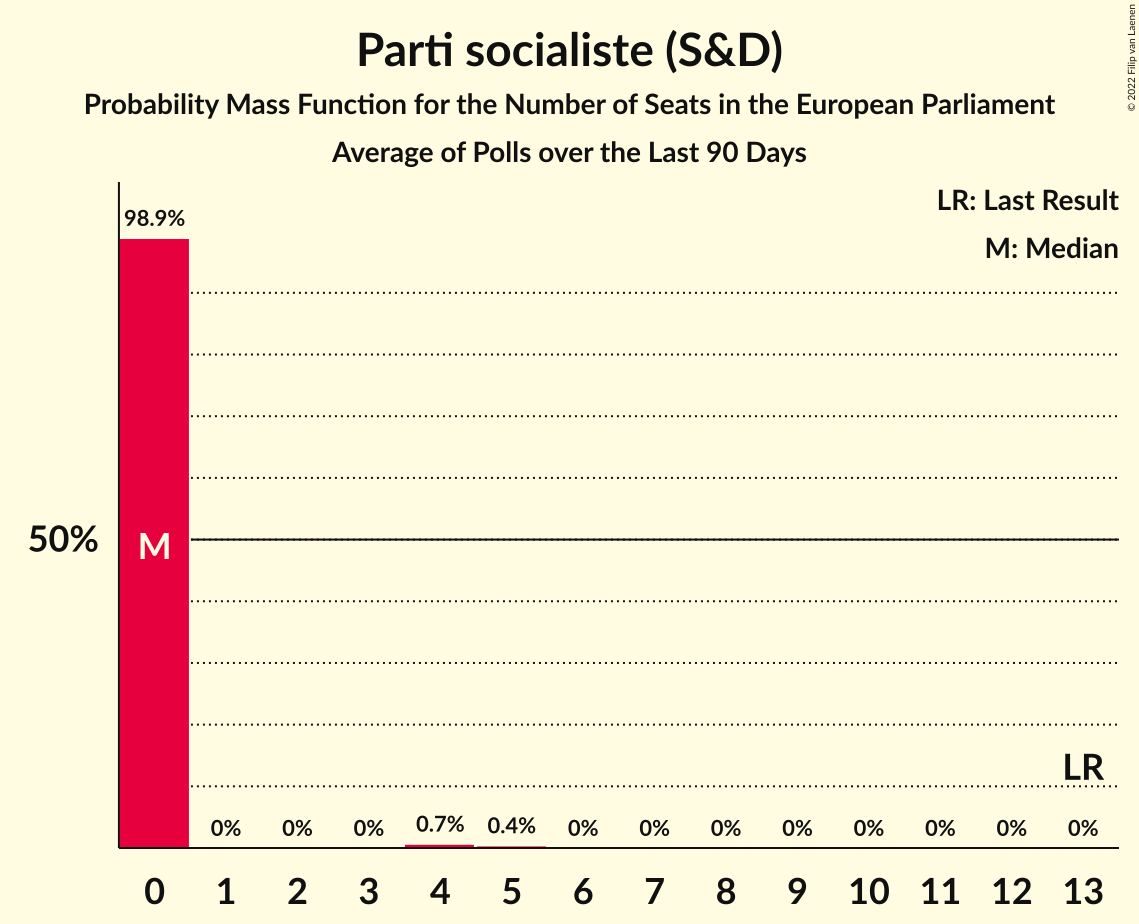 Parti socialiste (S&D)
Probability Mass Function for the Number of Seats in the European Parliament
Average of Polls over the Last 90 Days
© 2022 Filip van Laenen
LR: Last Result
M: Median
98.9%
50%
M
LR
0% 0% 0% 0.7% 0.4% 0% 0% 0% 0% 0% 0% 0% 0%
0 1 2 3 4 5 6 7 8 9 10 11 12 13